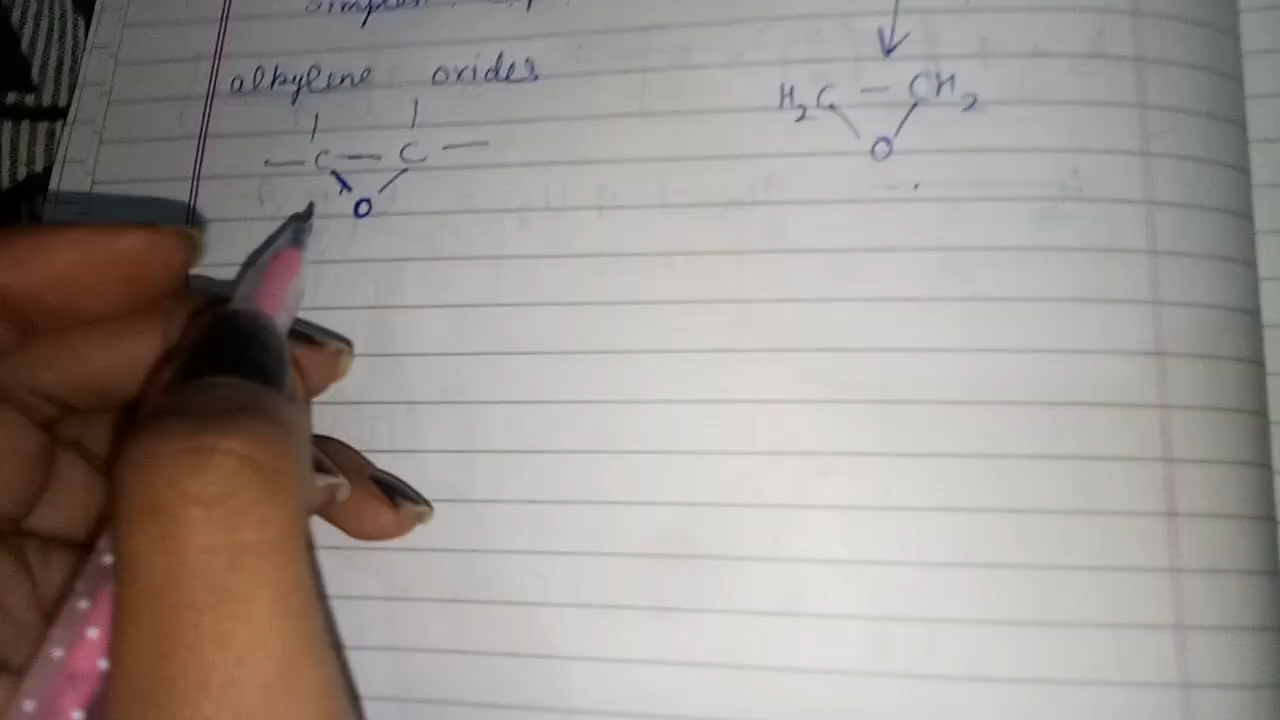 alkylene oxides
H₂C — CH₂
O
— C — C —
O